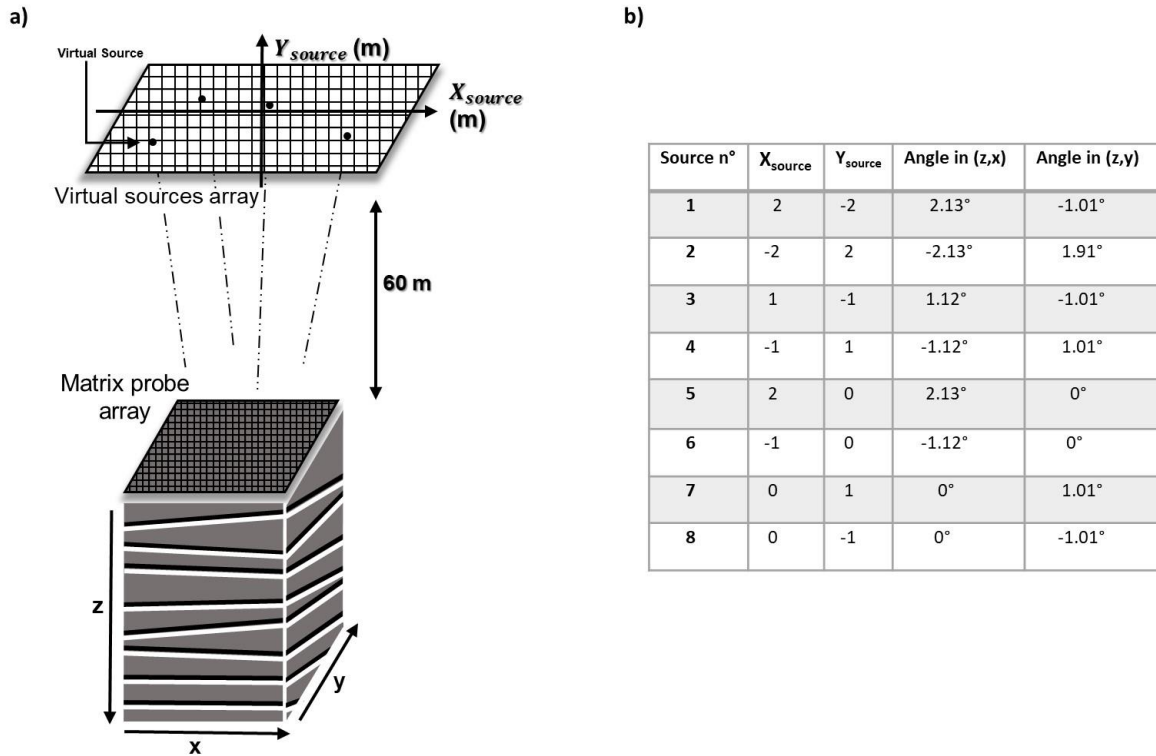 a)
Virtual Source
Y_source (m)
X_source
(m)
Virtual sources array
60 m
Matrix probe
array
z
y
x
b)
Source n° X_source Y_source Angle in (z,x) Angle in (z,y)
1 2 -2 2.13° -1.01°
2 -2 2 -2.13° 1.91°
3 1 -1 1.12° -1.01°
4 -1 1 -1.12° 1.01°
5 2 0 2.13° 0°
6 -1 0 -1.12° 0°
7 0 1 0° 1.01°
8 0 -1 0° -1.01°